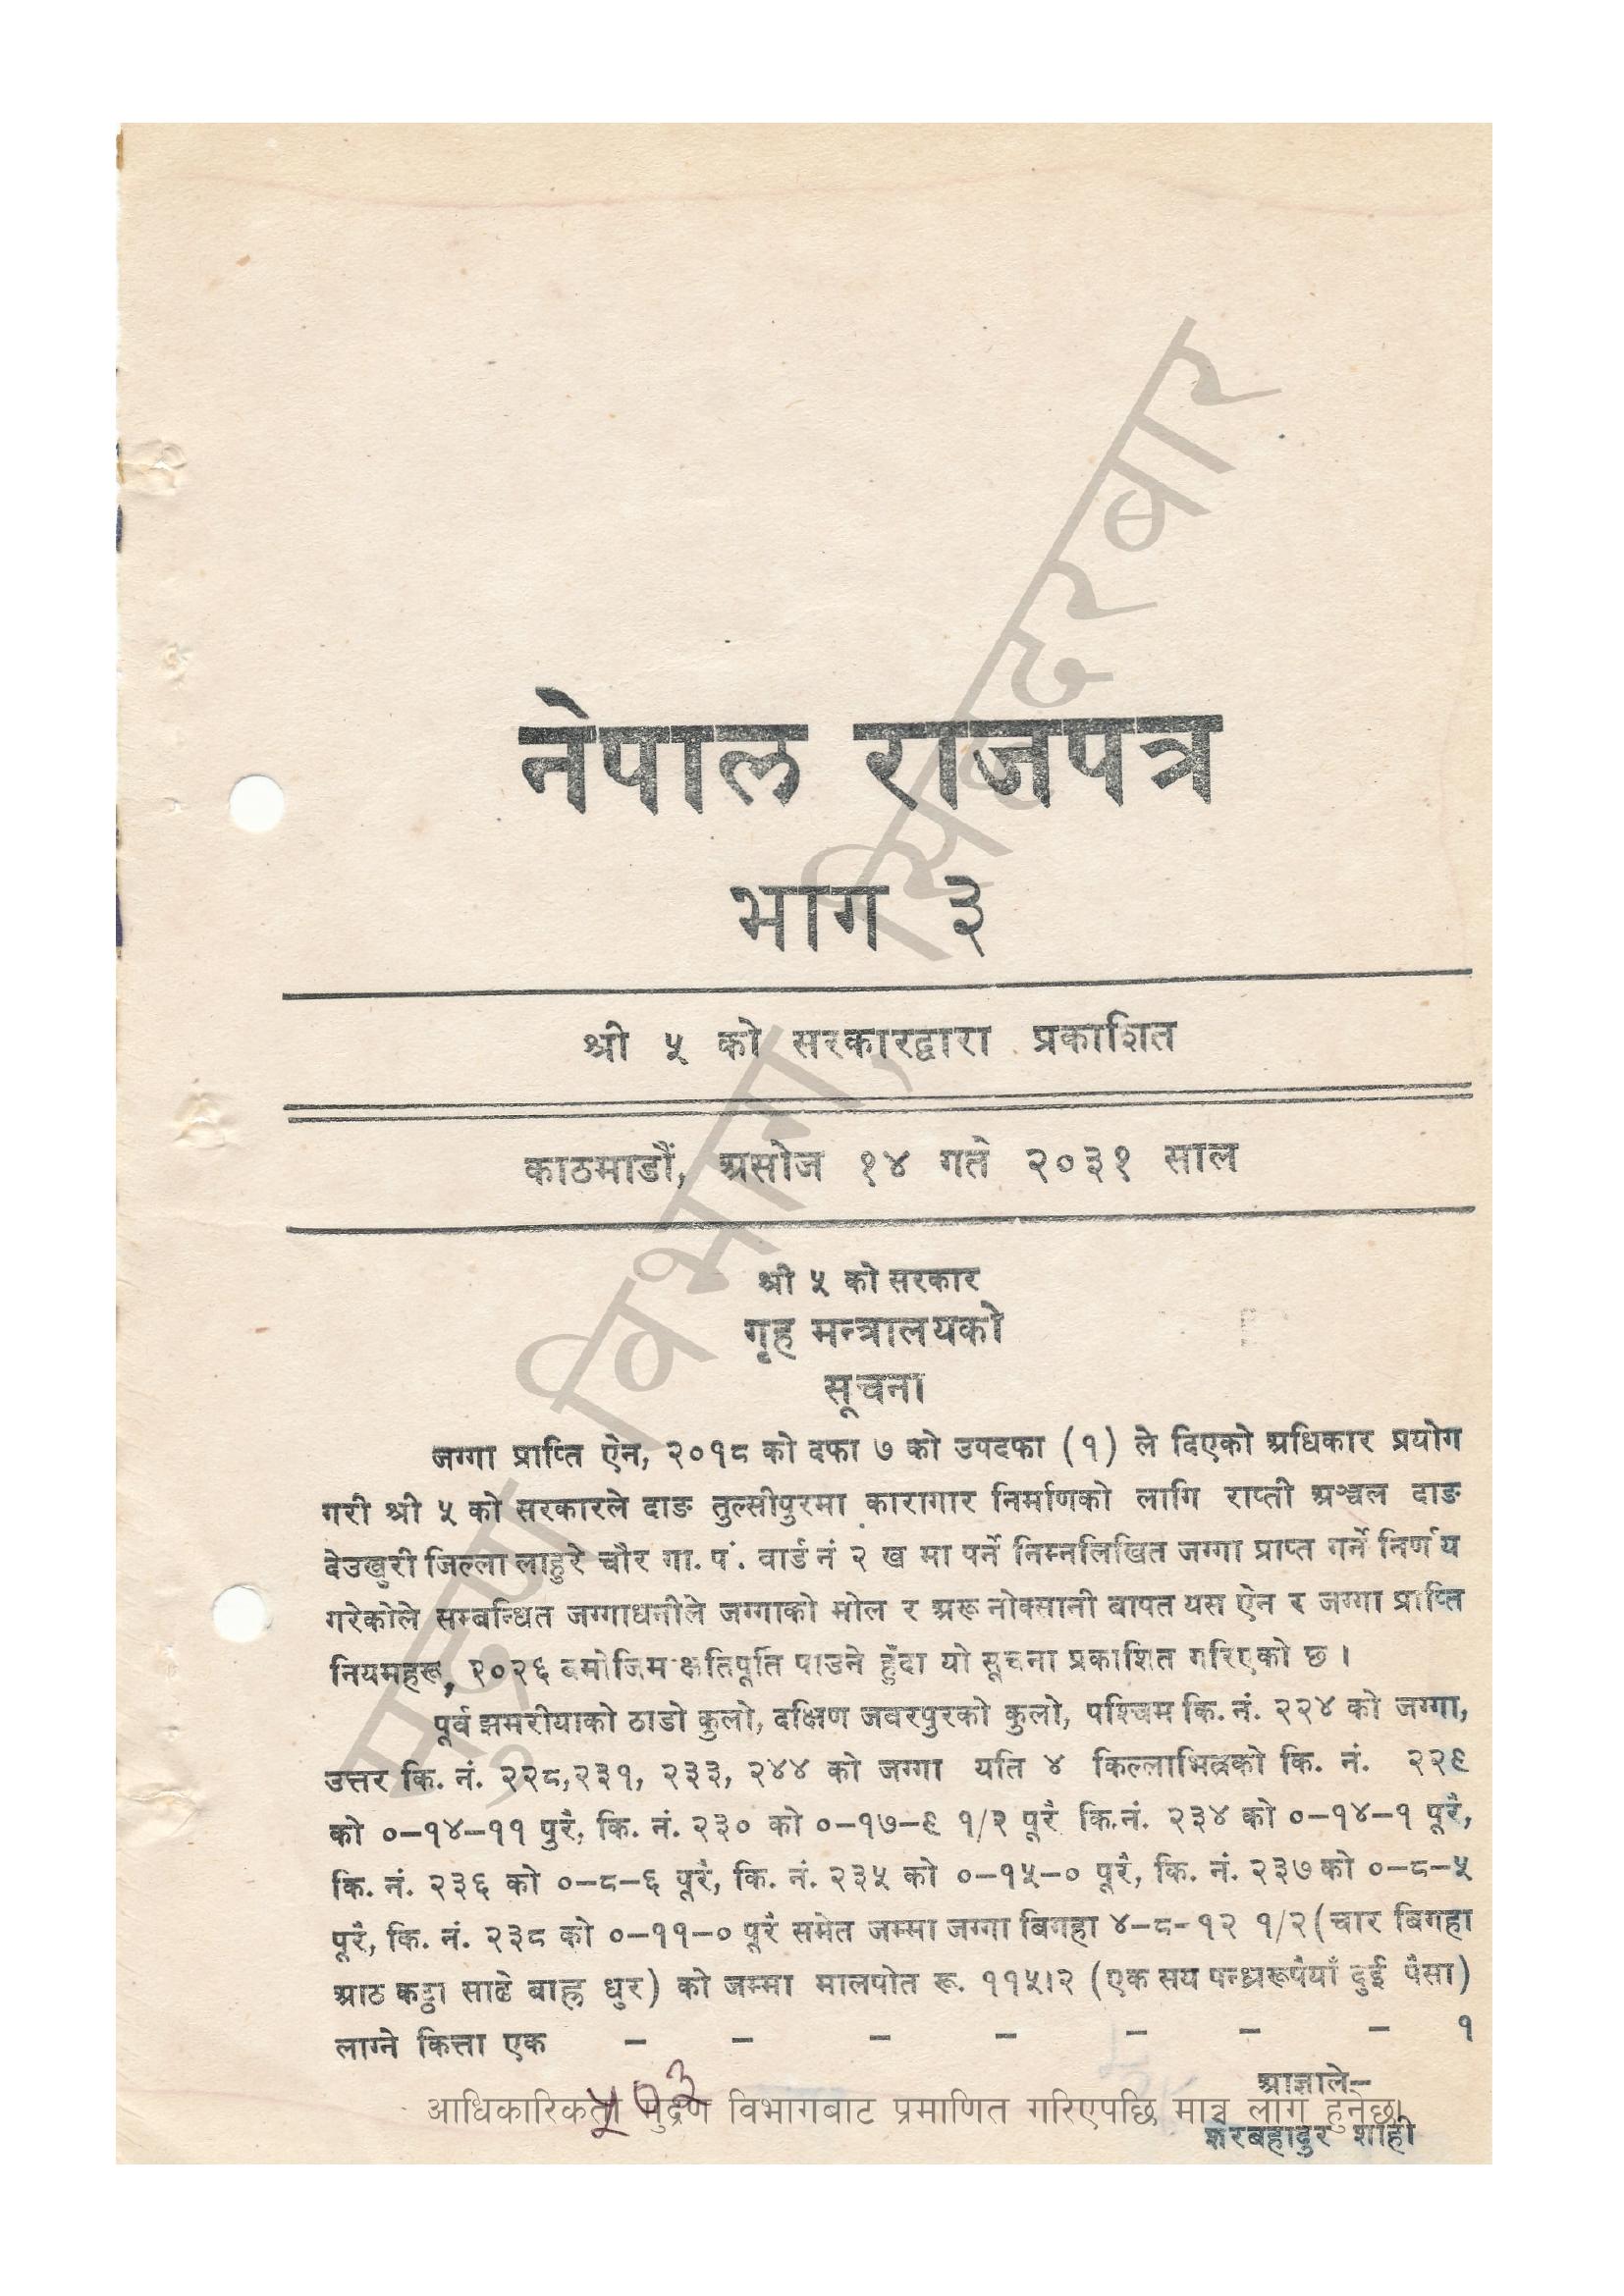 नेपाल राजपत्र
भाग ३
श्री ५ को सरकारद्वारा प्रकाशित
काठमाडौं, असोज १४ गते २०३१ साल
श्री ५ को सरकार
गृह मन्त्रालयको
सूचना
जग्गा प्राप्ति ऐन, २०१८ को दफा ७ को उपदफा (१) ले दिएको अधिकार प्रयोग
गरी श्री ५ को सरकारले दाङ तुल्सीपुरमा कारागार निर्माणको लागि राप्ती अञ्चल दाङ
देउखुरी जिल्ला लाहुरे चौर गा. पं. वार्ड नं २ ख मा पर्ने निम्नलिखित जग्गा प्राप्त गर्ने निर्णय
गरेकोले सम्बन्धित जग्गाधनीले जग्गाको मोल र अरू नोक्सानी बापत यस ऐन र जग्गा प्राप्ति
नियमहरू, २०२६ बमोजिम क्षतिपूर्ति पाउने हुँदा यो सूचना प्रकाशित गरिएको छ ।
पूर्व झमरीयाको ठाडो कुलो, दक्षिण जवरपुरको कुलो, पश्चिम कि. नं. २२४ को जग्गा,
उत्तर कि. नं. २२८,२३१, २३३, २४४ को जग्गा यति ४ किल्लाभित्रको कि. नं. २२९
को ०–१४–११ पुरै, कि. नं. २३० को ०–१७–९ १/२ पूरै कि.नं. २३४ को ०–१४–१ पूरै,
कि. नं. २३६ को ०–८–६ पूरै, कि. नं. २३५ को ०–१५–० पूरै, कि. नं. २३७ को ०–८–५
पूरै, कि. नं. २३८ को ०–११–० पूरै समेत जम्मा जग्गा बिगहा ४–८-१२ १/२ (चार बिगहा
आठ कठ्ठा साढे बाह्र धुर) को जम्मा मालपोत रू. ११५।२ (एक सय पन्ध्ररूपैयाँ दुई पैसा)
लाग्ने कित्ता एक – – – – – – – १
आज्ञाले–
शेरबहादुर शाही
५०३
आधिकारिकता मुद्रण विभागबाट प्रमाणित गरिएपछि मात्र लागु हुनेछ।
मुद्रण विभाग, सिंहदरबार